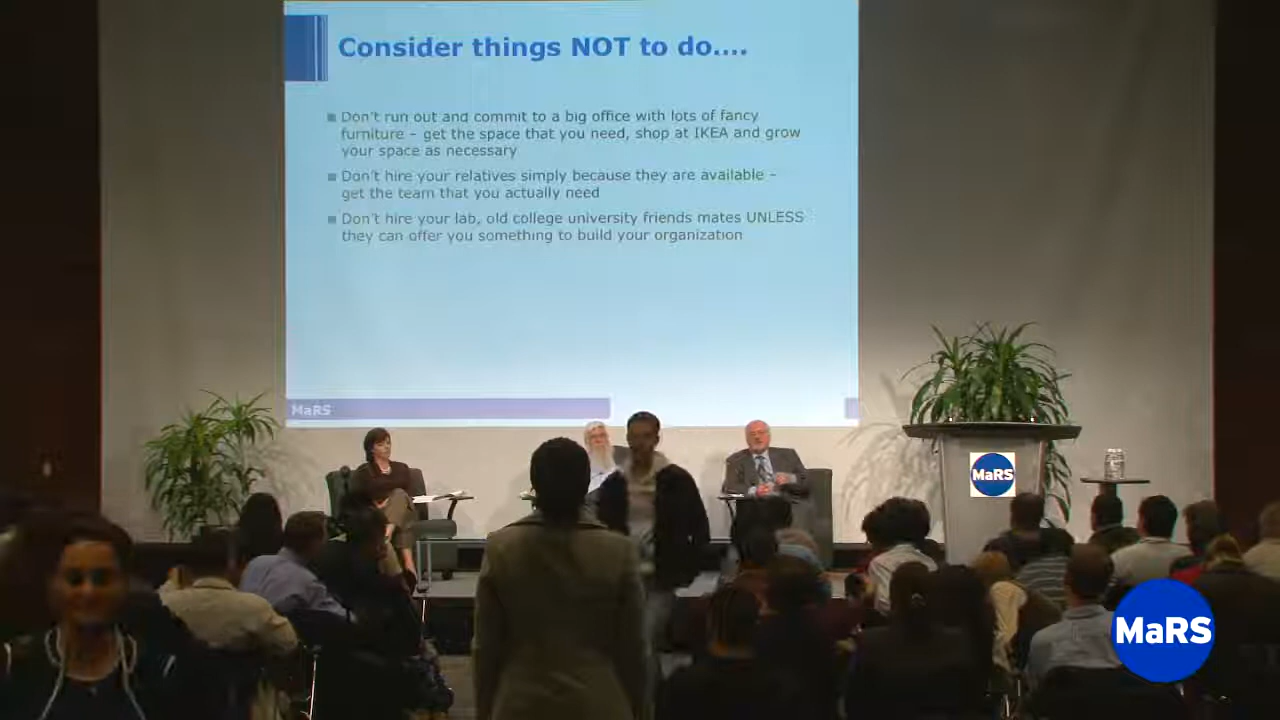 Consider things NOT to do....
Don't run out and commit to a big office with lots of fancy
furniture – get the space that you need, shop at IKEA and grow
your space as necessary
Don't hire your relatives simply because they are available –
get the team that you actually need
Don't hire your lab, old college university friends mates UNLESS
they can offer you something to build your organization
MaRS
MaRS
MaRS